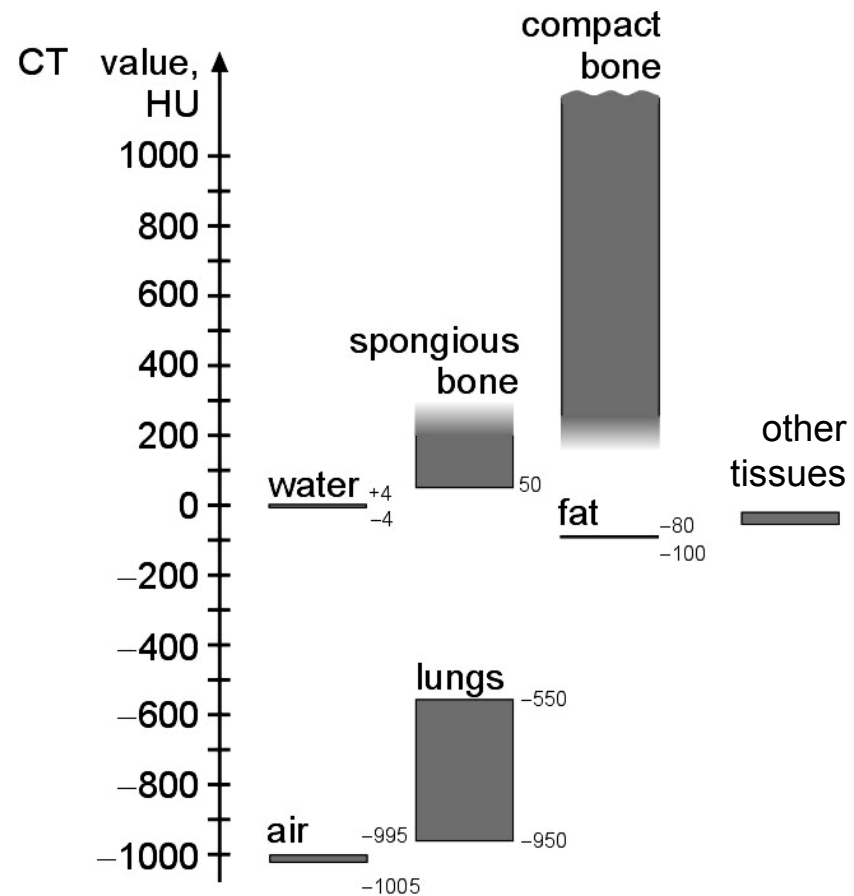 compact
bone
CT value,
HU
1000
800
600
400
spongious
bone
200
other
tissues
water
+4
50
0
–4
fat
–80
–100
–200
–400
lungs
–550
–600
–800
air
–995
–950
–1000
–1005